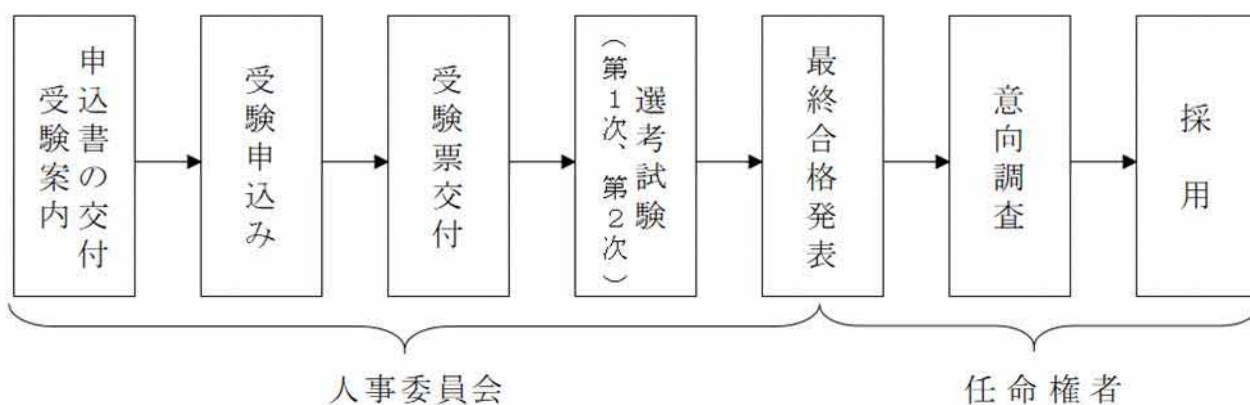 申込書の交付
受験案内
受験申込み
受験票交付
選考試験
(第1次、第2次)
最終合格発表
意向調査
採用
人事委員会
任命権者